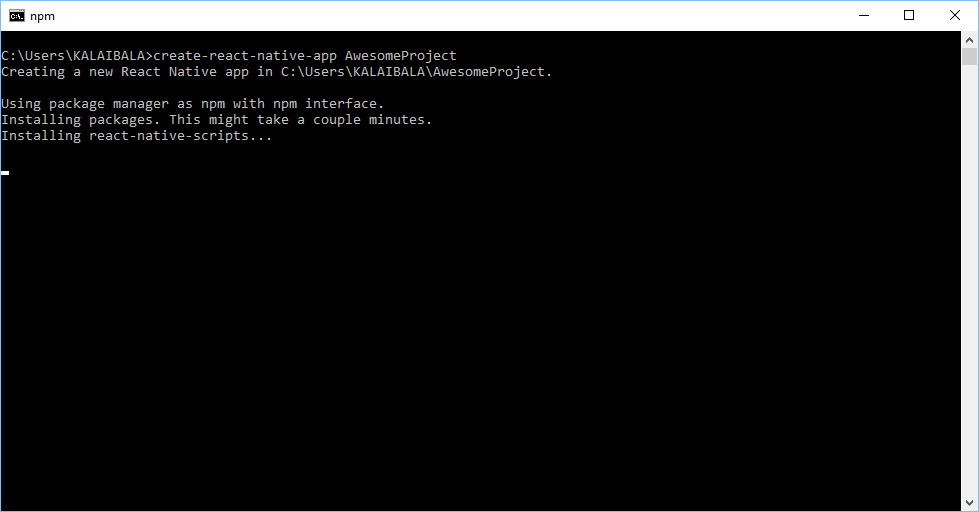 npm
C:\Users\KALAIBALA>create-react-native-app AwesomeProject
Creating a new React Native app in C:\Users\KALAIBALA\AwesomeProject.
Using package manager as npm with npm interface.
Installing packages. This might take a couple minutes.
Installing react-native-scripts...